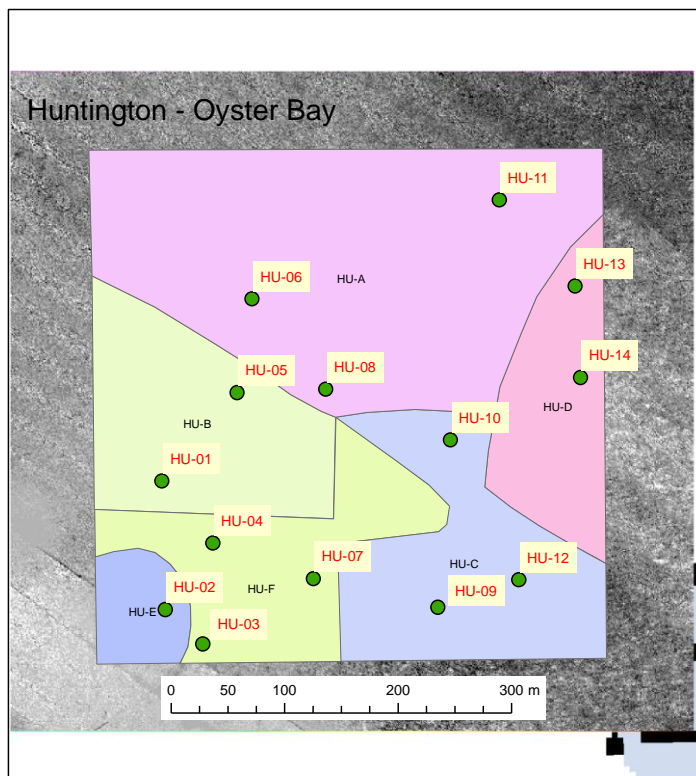 Huntington - Oyster Bay
HU-11
HU-13
HU-06
HU-A
HU-14
HU-05
HU-08
HU-D
HU-10
HU-B
HU-01
HU-04
HU-07
HU-C
HU-12
HU-02
HU-F
HU-09
HU-E
HU-03
0 50 100 200 300 m